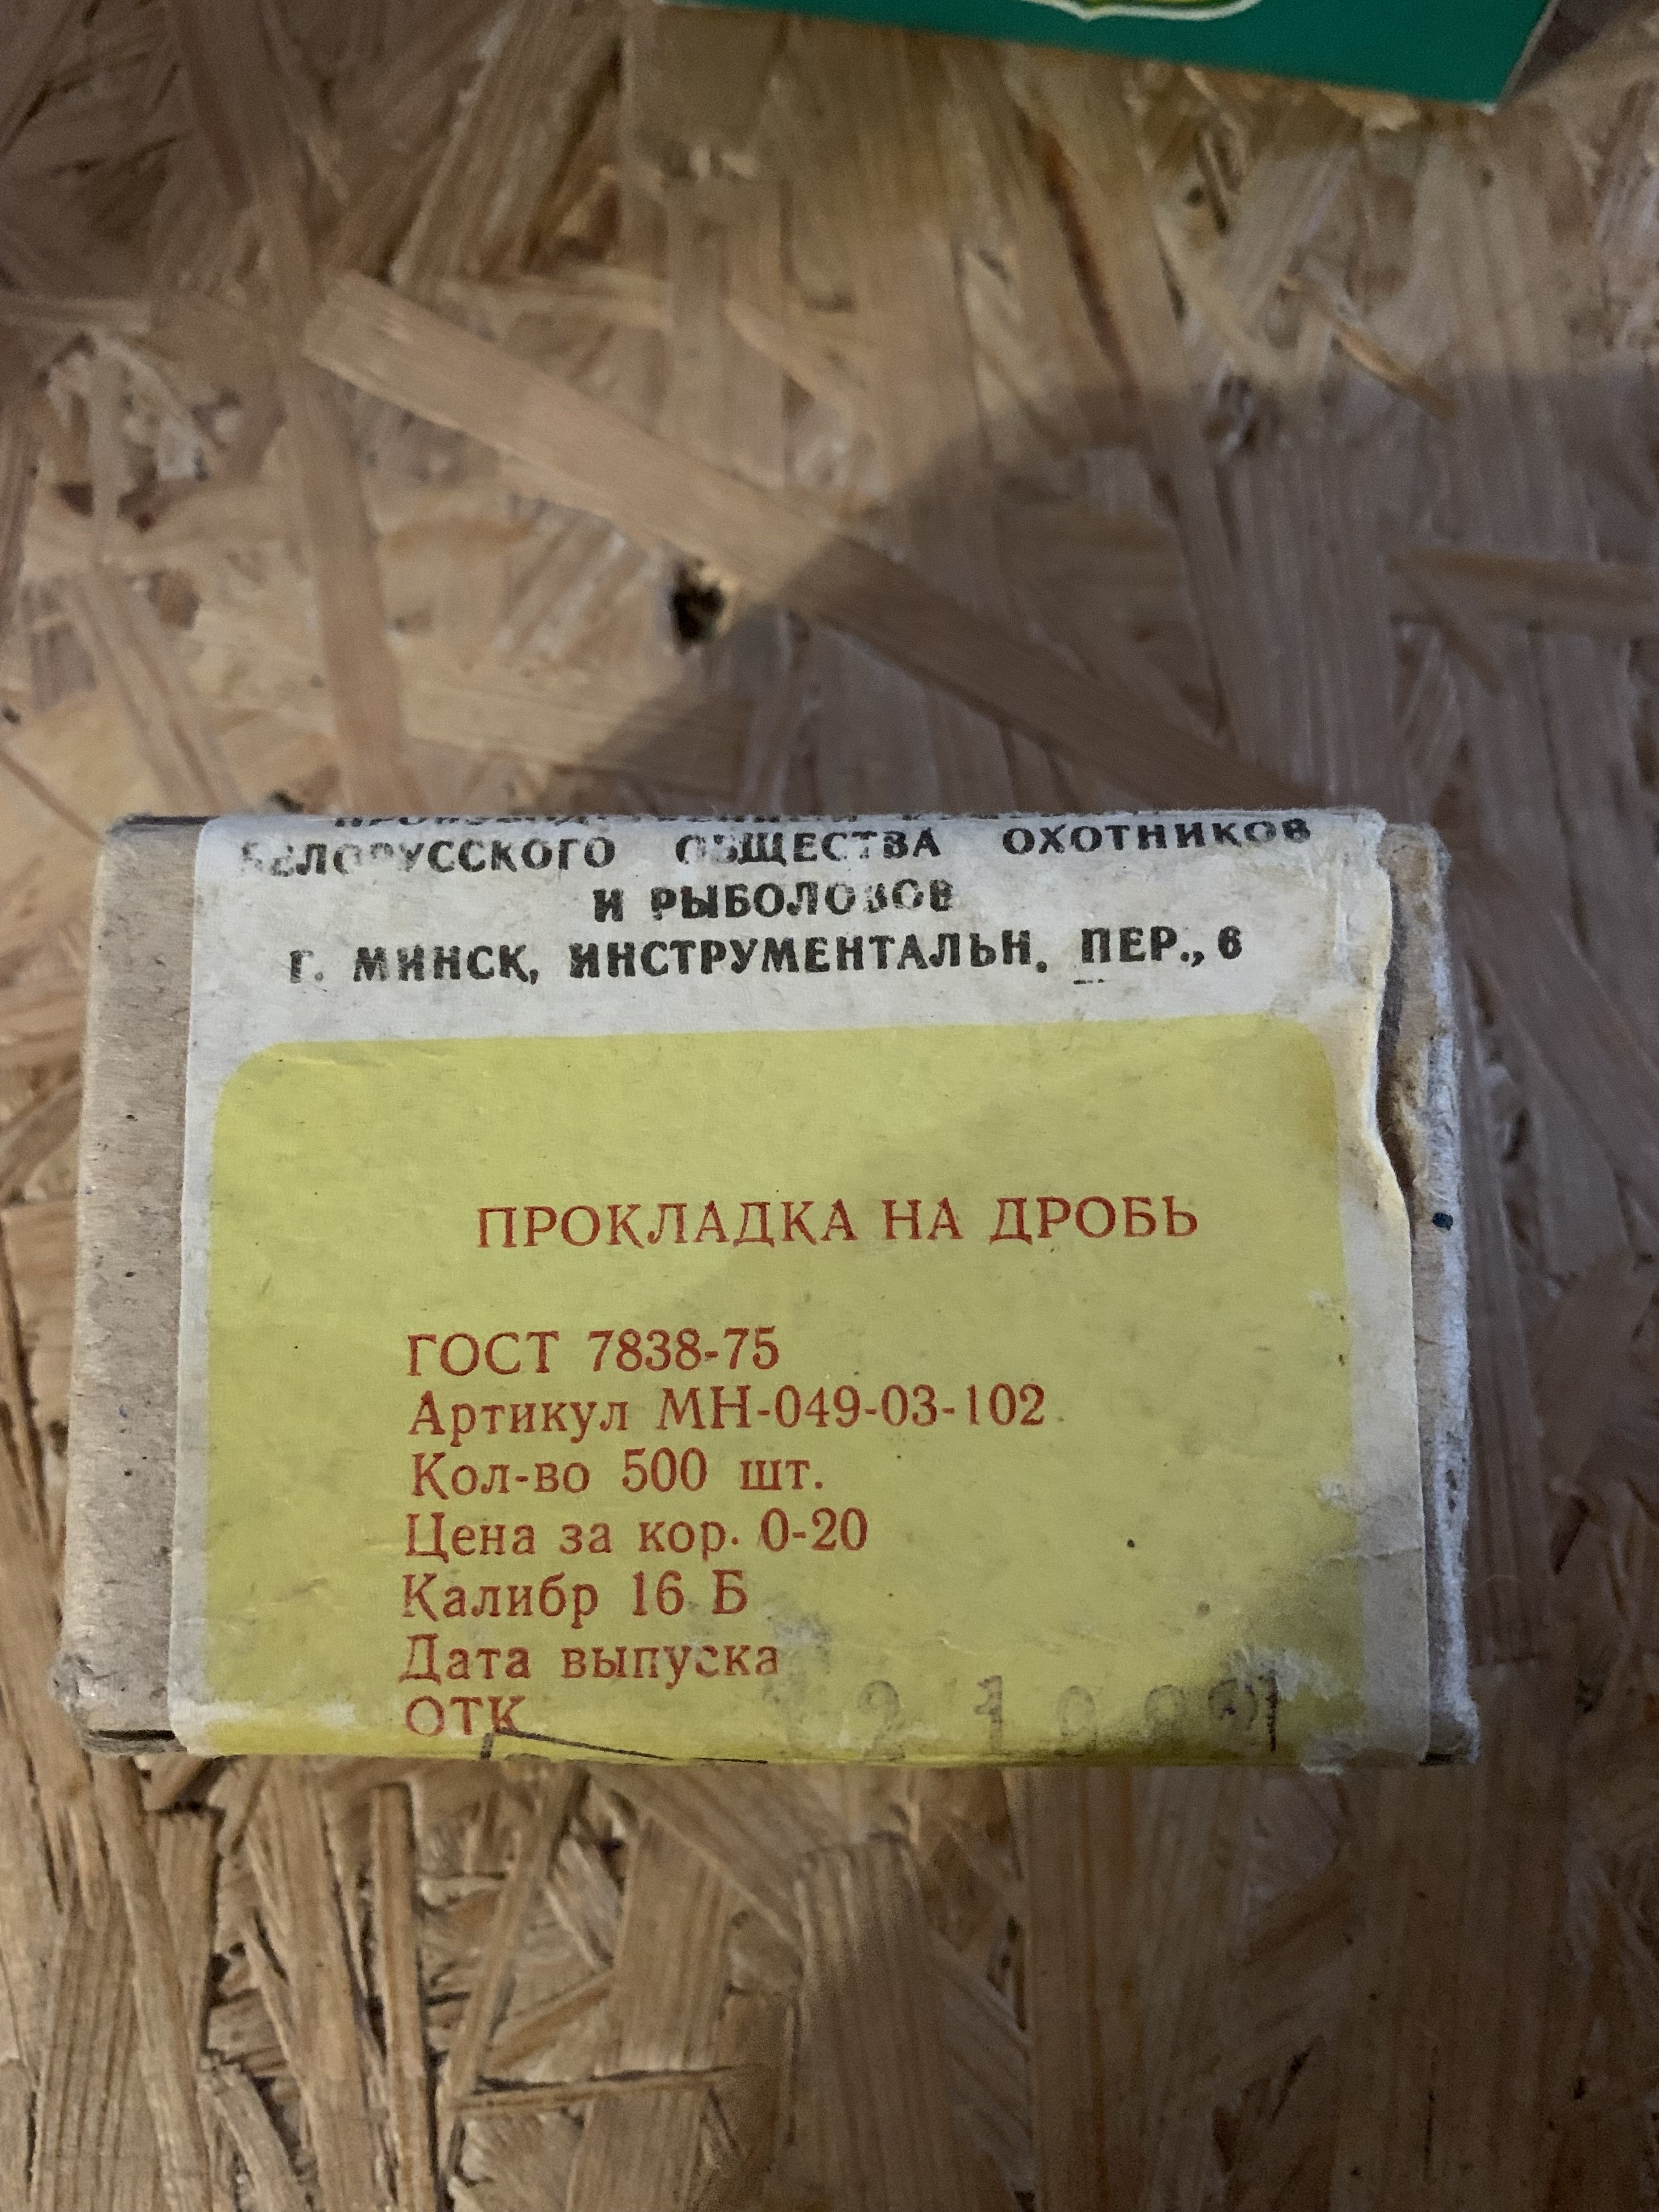 БЕЛОРУССКОГО ОБЩЕСТВА ОХОТНИКОВ
И РЫБОЛОВОВ
Г. МИНСК, ИНСТРУМЕНТАЛЬН. ПЕР., 6
ПРОКЛАДКА НА ДРОБЬ
ГОСТ 7838-75
Артикул МН-049-03-102
Кол-во 500 шт.
Цена за кор. 0-20
Калибр 16 Б
Дата выпуска
ОТК